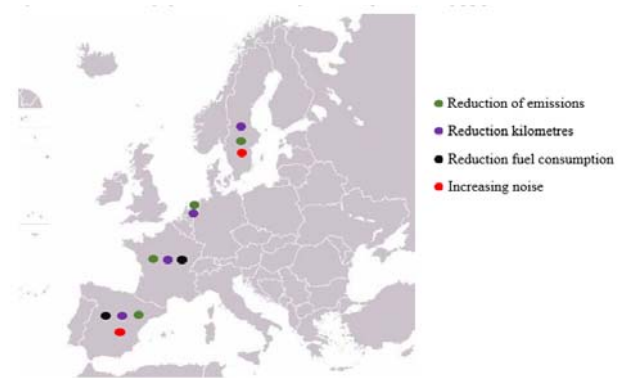 Reduction of emissions
Reduction kilometres
Reduction fuel consumption
Increasing noise